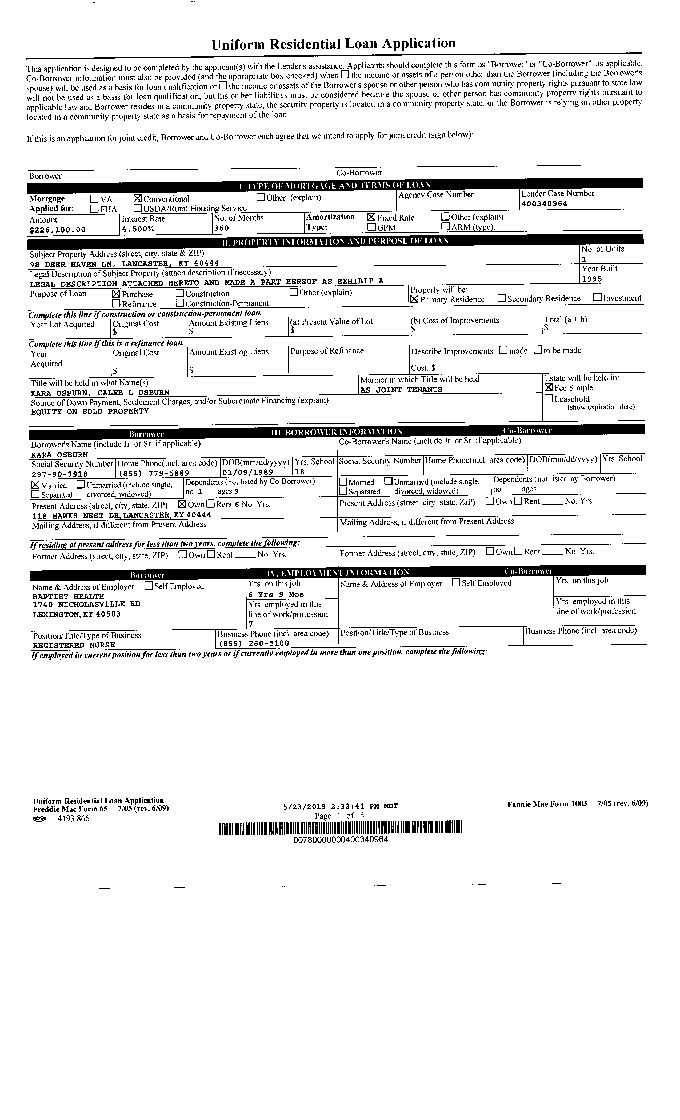 Uniform Residential Loan Application
This application is designed to be completed by the applicant(s) with the Lender's assistance. Applicants should complete this form as "Borrower" or "Co-Borrower" as applicable.
Co-Borrower information must also be provided (and the appropriate box checked) when ☐ the income or assets of a person other than the Borrower (including the Borrower's
spouse) will be used as a basis for loan qualification or ☐ the income or assets of the Borrower's spouse or other person who has community property rights pursuant to state law
will not be used as a basis for loan qualification, but his or her liabilities must be considered because the spouse or other person has community property rights pursuant to
applicable law and Borrower resides in a community property state, the security property is located in a community property state, or the Borrower is relying on other property
located in a community property state as a basis for repayment of the loan.
If this is an application for joint credit, Borrower and Co-Borrower each agree that we intend to apply for joint credit (sign below):
Borrower Co-Borrower
I. TYPE OF MORTGAGE AND TERMS OF LOAN
Mortgage ☐ VA ☒ Conventional ☐ Other (explain) Agency Case Number Lender Case Number
Applied for: ☐ FHA ☐ USDA/Rural Housing Service 400340964
Amount Interest Rate No. of Months Amortization ☒ Fixed Rate ☐ Other (explain)
$226,100.00 4.500% 360 Type: ☐ GPM ☐ ARM (type):
II. PROPERTY INFORMATION AND PURPOSE OF LOAN
Subject Property Address (street, city, state & ZIP) No. of Units
98 DEER HAVEN LN, LANCASTER, KY 40444 1
Legal Description of Subject Property (attach description if necessary) Year Built
LEGAL DESCRIPTION ATTACHED HERETO AND MADE A PART HEREOF AS EXHIBIT A 1995
Purpose of Loan ☒ Purchase ☐ Construction ☐ Other (explain) Property will be:
☐ Refinance ☐ Construction-Permanent ☒ Primary Residence ☐ Secondary Residence ☐ Investment
Complete this line if construction or construction-permanent loan.
Year Lot Acquired Original Cost Amount Existing Liens (a) Present Value of Lot (b) Cost of Improvements Total (a + b)
$ $ $ $ $
Complete this line if this is a refinance loan.
Year Original Cost Amount Existing Liens Purpose of Refinance Describe Improvements ☐ made ☐ to be made
Acquired $ $ Cost: $
Title will be held in what Name(s) Manner in which Title will be held Estate will be held in:
KARA OSBURN, CALEB L OSBURN AS JOINT TENANTS ☒ Fee Simple
Source of Down Payment, Settlement Charges, and/or Subordinate Financing (explain) ☐ Leasehold
EQUITY ON SOLD PROPERTY (show expiration date)
Borrower III. BORROWER INFORMATION Co-Borrower
Borrower's Name (include Jr. or Sr. if applicable) Co-Borrower's Name (include Jr. or Sr. if applicable)
KARA OSBURN
Social Security Number Home Phone (incl. area code) DOB (mm/dd/yyyy) Yrs. School Social Security Number Home Phone (incl. area code) DOB (mm/dd/yyyy) Yrs. School
297-90-3918 (855) 779-5889 01/09/1989 18
☒ Married ☐ Unmarried (include single, Dependents (not listed by Co-Borrower) ☐ Married ☐ Unmarried (include single, Dependents (not listed by Borrower)
☐ Separated divorced, widowed) no. 1 ages 9 ☐ Separated divorced, widowed) no. ages
Present Address (street, city, state, ZIP) ☒ Own ☐ Rent 6 No. Yrs. Present Address (street, city, state, ZIP) ☐ Own ☐ Rent No. Yrs.
118 HAWKS NEST DR, LANCASTER, KY 40444
Mailing Address, if different from Present Address Mailing Address, if different from Present Address
If residing at present address for less than two years, complete the following:
Former Address (street, city, state, ZIP) ☐ Own ☐ Rent No. Yrs. Former Address (street, city, state, ZIP) ☐ Own ☐ Rent No. Yrs.
Borrower IV. EMPLOYMENT INFORMATION Co-Borrower
Name & Address of Employer ☐ Self Employed Yrs. on this job Name & Address of Employer ☐ Self Employed Yrs. on this job
BAPTIST HEALTH 6 Yrs 9 Mos
1740 NICHOLASVILLE RD Yrs. employed in this Yrs. employed in this
LEXINGTON, KY 40503 line of work/profession line of work/profession
7
Position/Title/Type of Business Business Phone (incl. area code) Position/Title/Type of Business Business Phone (incl. area code)
REGISTERED NURSE (855) 260-5100
If employed in current position for less than two years or if currently employed in more than one position, complete the following:
Uniform Residential Loan Application
Freddie Mac Form 65 7/05 (rev. 6/09) 5/23/2019 2:33:41 PM MDT Fannie Mae Form 1003 7/05 (rev. 6/09)
Page 1 of